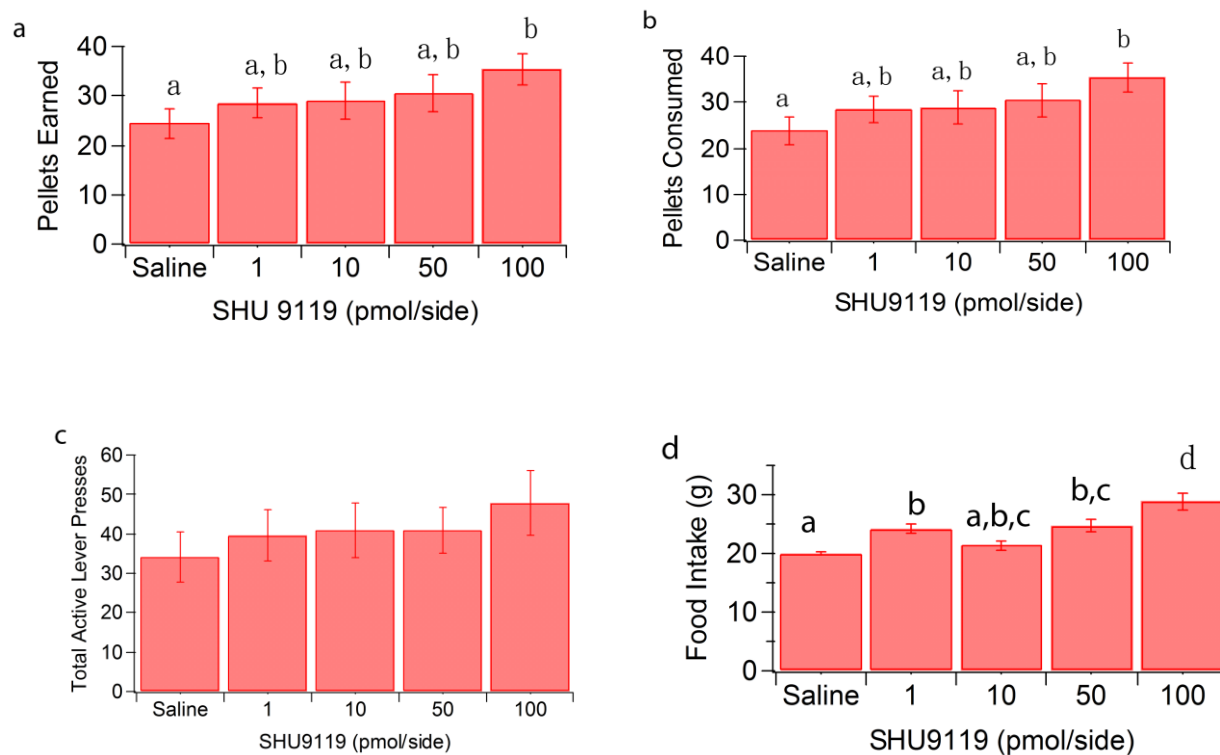 a
Pellets Earned
40
30
20
10
0
a
a, b
a, b
a, b
b
Saline 1 10 50 100
SHU 9119 (pmol/side)
b
Pellets Consumed
40
30
20
10
0
a
a, b
a, b
a, b
b
Saline 1 10 50 100
SHU9119 (pmol/side)
c
Total Active Lever Presses
60
50
40
30
20
10
0
Saline 1 10 50 100
SHU9119 (pmol/side)
d
Food Intake (g)
30
20
10
0
a
b
a,b,c
b,c
d
Saline 1 10 50 100
SHU9119 (pmol/side)